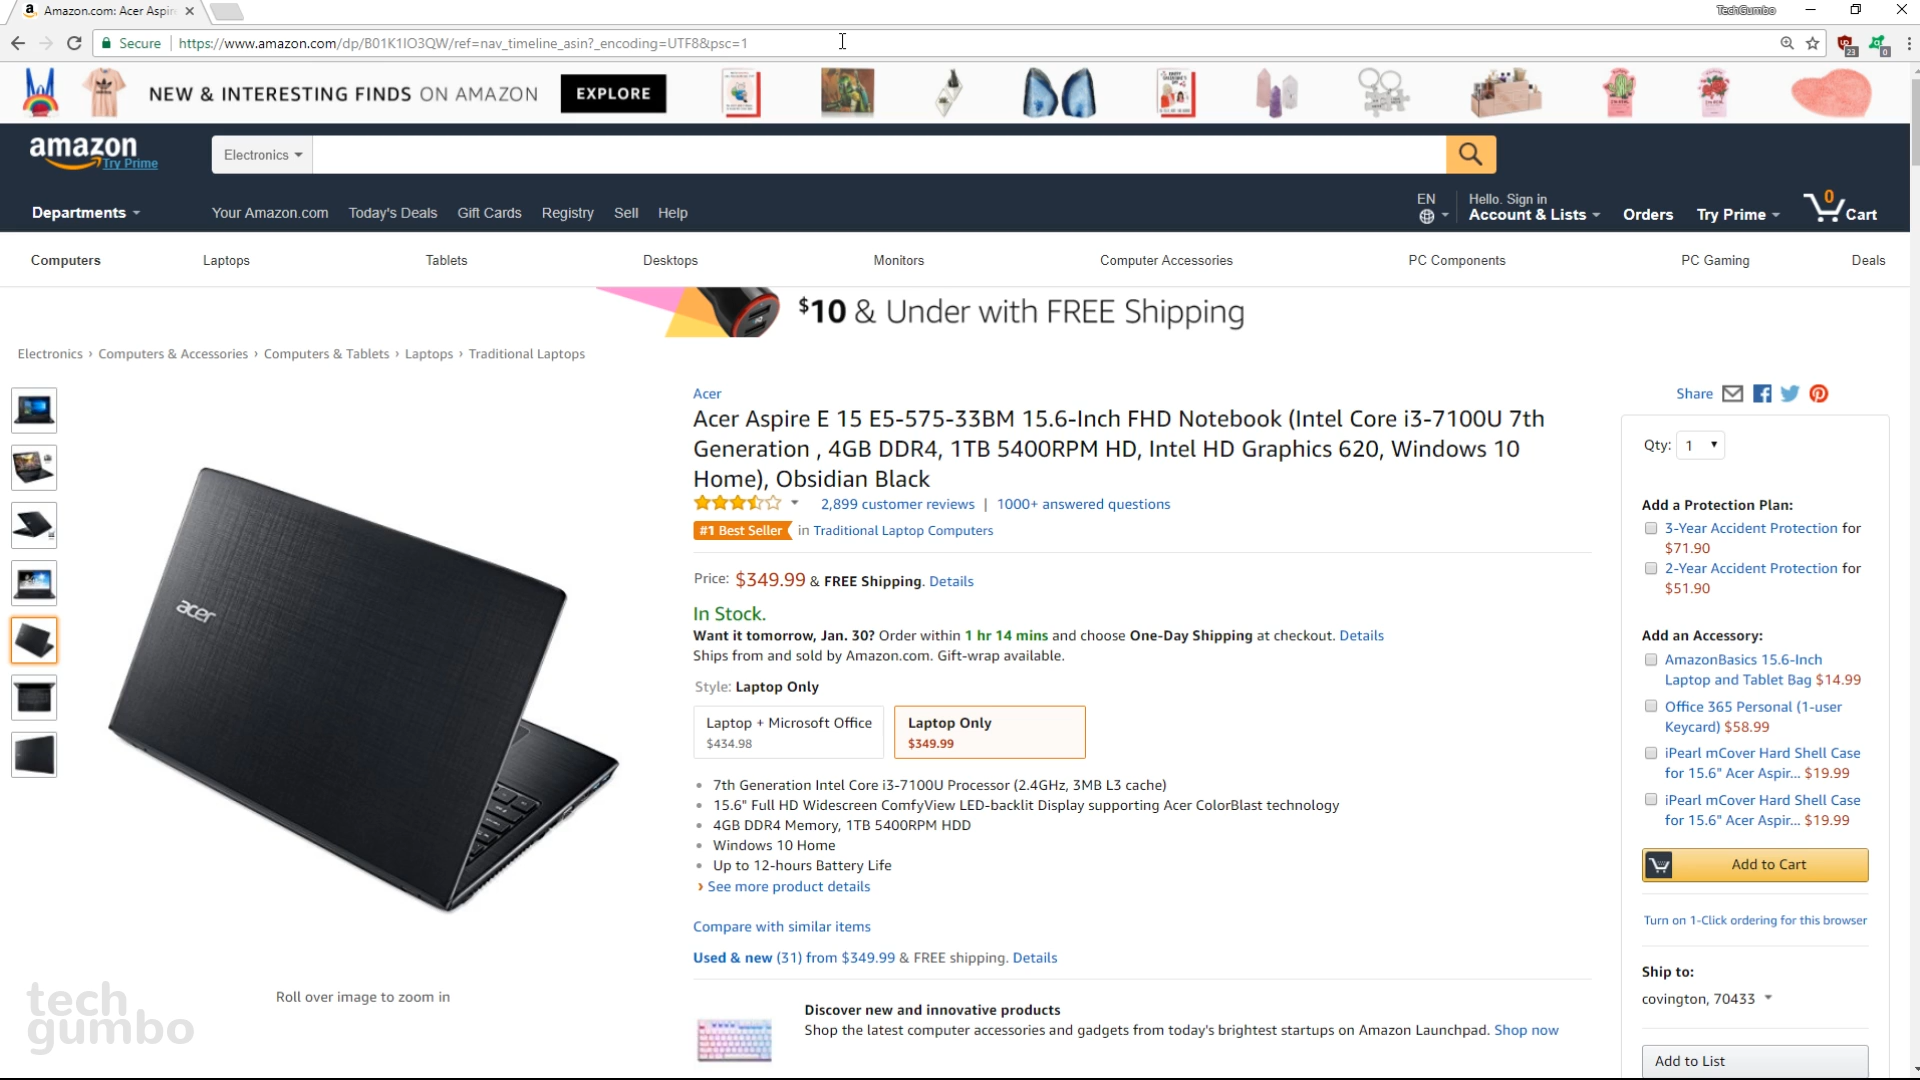 Amazon.com: Acer Aspir
TechGumbo
Secure | https://www.amazon.com/dp/B01K1IO3QW/ref=nav_timeline_asin?_encoding=UTF8&psc=1
23
0
NEW & INTERESTING FINDS ON AMAZON EXPLORE
amazon
Try Prime
Electronics
Departments
Your Amazon.com Today's Deals Gift Cards Registry Sell Help
EN
Hello. Sign in
Account & Lists
Orders
Try Prime
0
Cart
Computers Laptops Tablets Desktops Monitors Computer Accessories PC Components PC Gaming Deals
$10 & Under with FREE Shipping
Electronics › Computers & Accessories › Computers & Tablets › Laptops › Traditional Laptops
acer
Roll over image to zoom in
tech
gumbo
Acer
Acer Aspire E 15 E5-575-33BM 15.6-Inch FHD Notebook (Intel Core i3-7100U 7th
Generation , 4GB DDR4, 1TB 5400RPM HD, Intel HD Graphics 620, Windows 10
Home), Obsidian Black
2,899 customer reviews | 1000+ answered questions
#1 Best Seller in Traditional Laptop Computers
Price: $349.99 & FREE Shipping. Details
In Stock.
Want it tomorrow, Jan. 30? Order within 1 hr 14 mins and choose One-Day Shipping at checkout. Details
Ships from and sold by Amazon.com. Gift-wrap available.
Style: Laptop Only
Laptop + Microsoft Office
$434.98
Laptop Only
$349.99
• 7th Generation Intel Core i3-7100U Processor (2.4GHz, 3MB L3 cache)
• 15.6" Full HD Widescreen ComfyView LED-backlit Display supporting Acer ColorBlast technology
• 4GB DDR4 Memory, 1TB 5400RPM HDD
• Windows 10 Home
• Up to 12-hours Battery Life
› See more product details
Compare with similar items
Used & new (31) from $349.99 & FREE shipping. Details
Discover new and innovative products
Shop the latest computer accessories and gadgets from today's brightest startups on Amazon Launchpad. Shop now
Share
Qty: 1
Add a Protection Plan:
3-Year Accident Protection for
$71.90
2-Year Accident Protection for
$51.90
Add an Accessory:
AmazonBasics 15.6-Inch
Laptop and Tablet Bag $14.99
Office 365 Personal (1-user
Keycard) $58.99
iPearl mCover Hard Shell Case
for 15.6" Acer Aspir... $19.99
iPearl mCover Hard Shell Case
for 15.6" Acer Aspir... $19.99
Add to Cart
Turn on 1-Click ordering for this browser
Ship to:
covington, 70433
Add to List